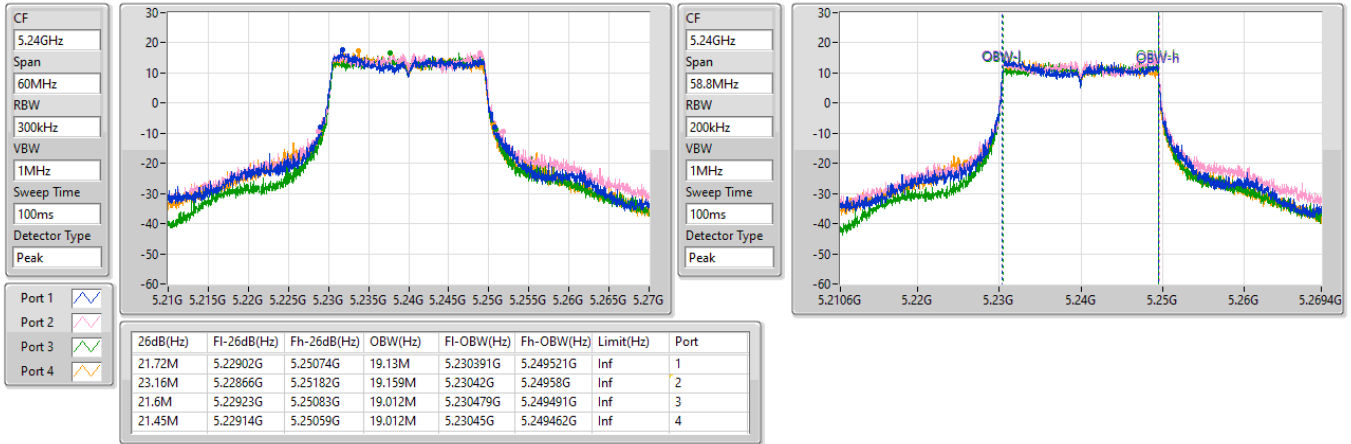 CF
5.24GHz
Span
60MHz
RBW
300kHz
VBW
1MHz
Sweep Time
100ms
Detector Type
Peak
30
20
10
0
-10
-20
-30
-40
-50
-60
5.21G 5.215G 5.22G 5.225G 5.23G 5.235G 5.24G 5.245G 5.25G 5.255G 5.26G 5.265G 5.27G
CF
5.24GHz
Span
58.8MHz
RBW
200kHz
VBW
1MHz
Sweep Time
100ms
Detector Type
Peak
30
20
10
0
-10
-20
-30
-40
-50
-60
OBW-l OBW-h
5.2106G 5.22G 5.23G 5.24G 5.25G 5.26G 5.2694G
Port 1
Port 2
Port 3
Port 4
26dB(Hz) Fl-26dB(Hz) Fh-26dB(Hz) OBW(Hz) Fl-OBW(Hz) Fh-OBW(Hz) Limit(Hz) Port
21.72M 5.22902G 5.25074G 19.13M 5.230391G 5.249521G Inf 1
23.16M 5.22866G 5.25182G 19.159M 5.23042G 5.24958G Inf 2
21.6M 5.22923G 5.25083G 19.012M 5.230479G 5.249491G Inf 3
21.45M 5.22914G 5.25059G 19.012M 5.23045G 5.249462G Inf 4